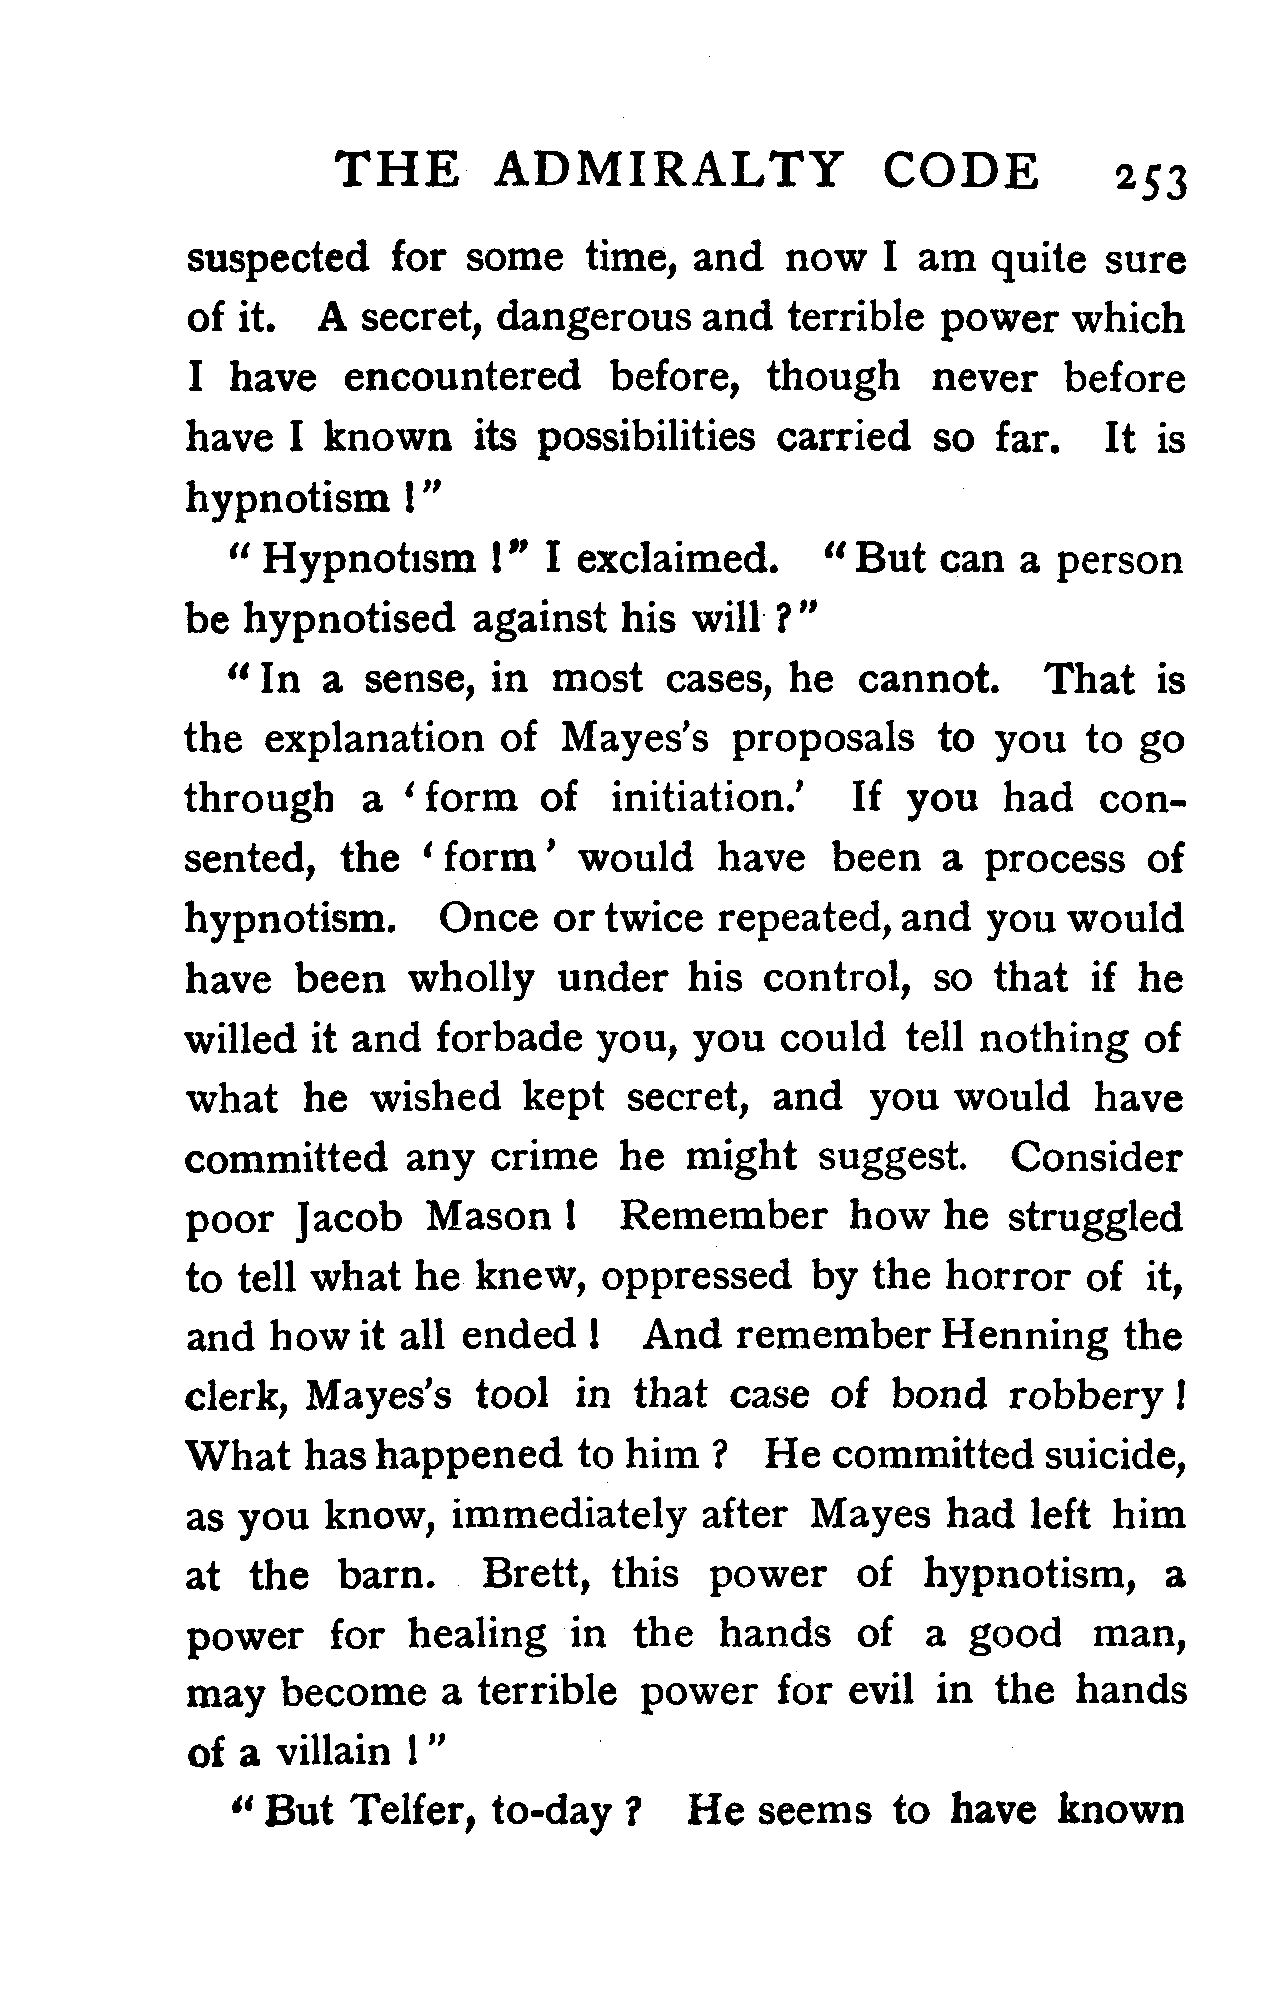 THE ADMIRALTY CODE 253
suspected for some time, and now I am quite sure
of it. A secret, dangerous and terrible power which
I have encountered before, though never before
have I known its possibilities carried so far. It is
hypnotism !"
" Hypnotism !" I exclaimed. " But can a person
be hypnotised against his will ?"
" In a sense, in most cases, he cannot. That is
the explanation of Mayes's proposals to you to go
through a ' form of initiation.' If you had con-
sented, the ' form ' would have been a process of
hypnotism. Once or twice repeated, and you would
have been wholly under his control, so that if he
willed it and forbade you, you could tell nothing of
what he wished kept secret, and you would have
committed any crime he might suggest. Consider
poor Jacob Mason ! Remember how he struggled
to tell what he knew, oppressed by the horror of it,
and how it all ended ! And remember Henning the
clerk, Mayes's tool in that case of bond robbery !
What has happened to him ? He committed suicide,
as you know, immediately after Mayes had left him
at the barn. Brett, this power of hypnotism, a
power for healing in the hands of a good man,
may become a terrible power for evil in the hands
of a villain ! "
" But Telfer, to-day ? He seems to have known